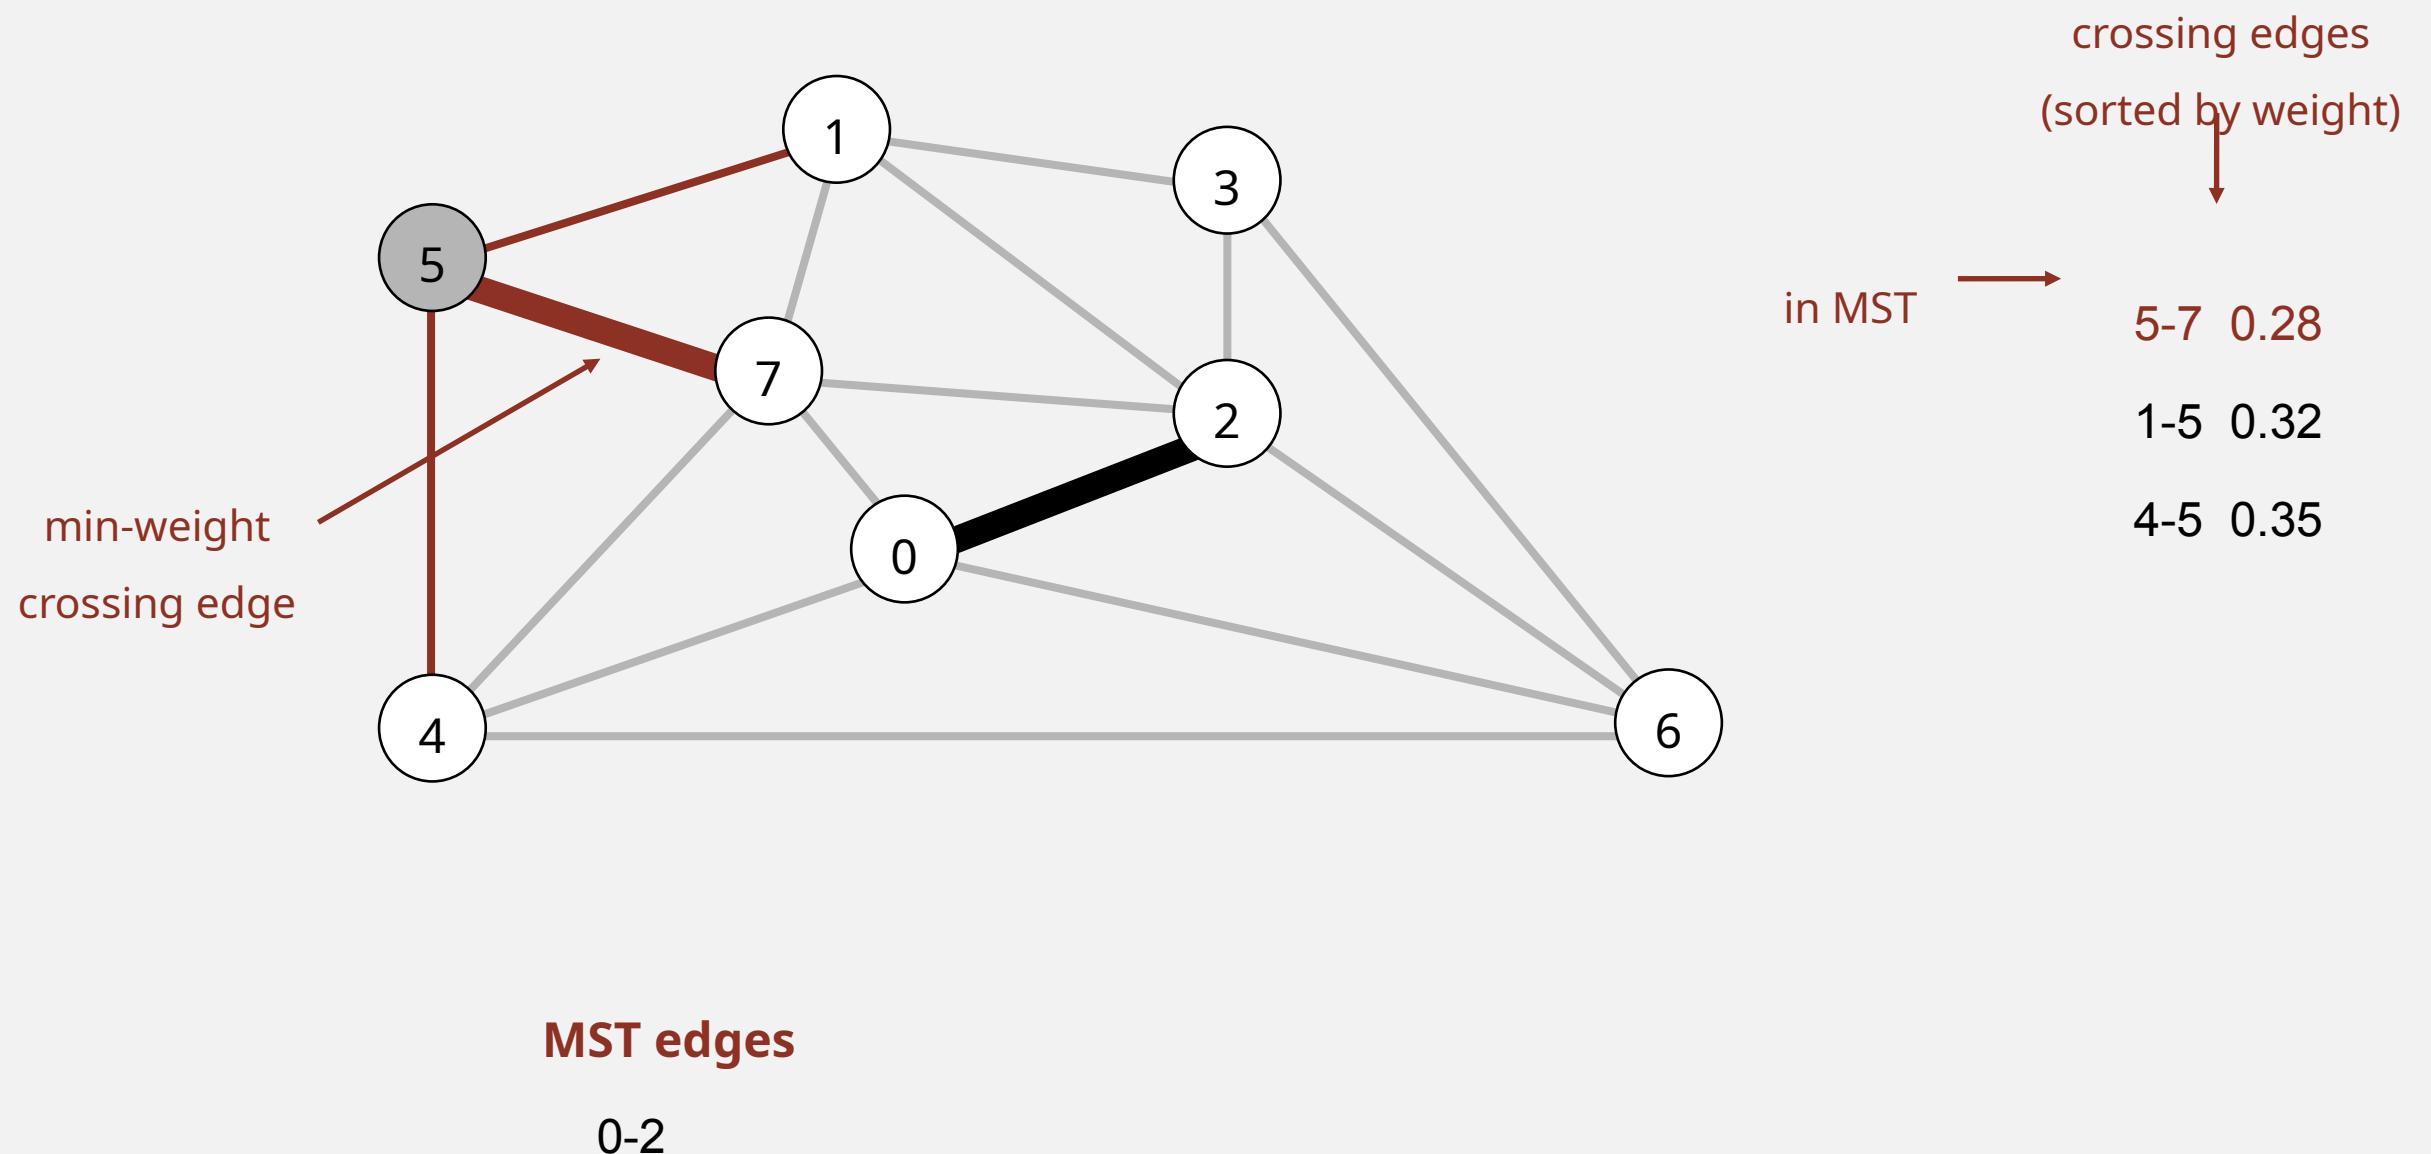 crossing edges
(sorted by weight)
1
3
5
in MST
5-7 0.28
7
2
1-5 0.32
min-weight
crossing edge
0
4-5 0.35
4
6
MST edges
0-2